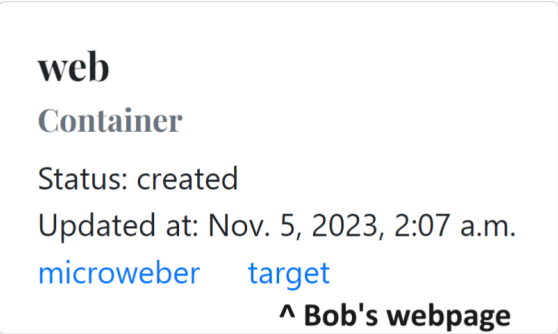 web
Container
Status: created
Updated at: Nov. 5, 2023, 2:07 a.m.
microweber target
^ Bob's webpage